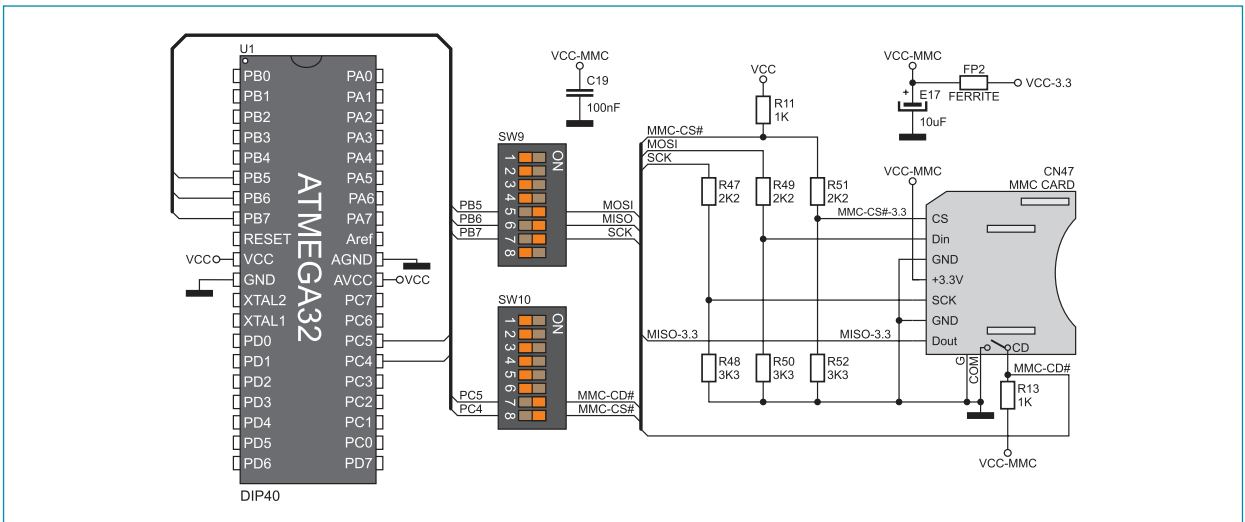 U1
PB0 PA0
PB1 PA1
PB2 PA2
PB3 PA3
PB4 PA4
PB5 PA5
PB6 PA6
PB7 PA7
RESET Aref
VCC VCC AGND
GND AVCC VCC
XTAL2 PC7
XTAL1 PC6
PD0 PC5
PD1 PC4
PD2 PC3
PD3 PC2
PD4 PC1
PD5 PC0
PD6 PD7
ATMEGA32
DIP40
VCC-MMC
C19
100nF
SW9
ON
1
2
3
4
5
6
7
8
PB5 MOSI
PB6 MISO
PB7 SCK
SW10
ON
1
2
3
4
5
6
7
8
PC5 MMC-CD#
PC4 MMC-CS#
VCC
R11
1K
MMC-CS#
MOSI
SCK
R47
2K2
R49
2K2
R51
2K2
MMC-CS#-3.3
MISO-3.3 MISO-3.3
R48
3K3
R50
3K3
R52
3K3
VCC-MMC
FP2
FERRITE
VCC-3.3
+
E17
10uF
VCC-MMC
CN47
MMC CARD
CS
Din
GND
+3.3V
SCK
GND
Dout
CD
G
COM
MMC-CD#
R13
1K
VCC-MMC